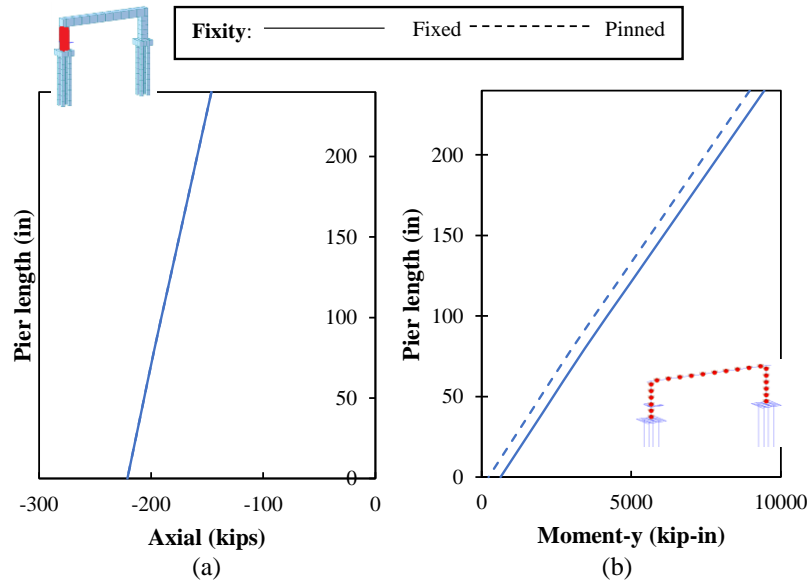 Fixity: Fixed Pinned
Pier length (in)
200
150
100
50
0
-300 -200 -100 0
Axial (kips)
(a)
Pier length (in)
200
150
100
50
0
0 5000 10000
Moment-y (kip-in)
(b)